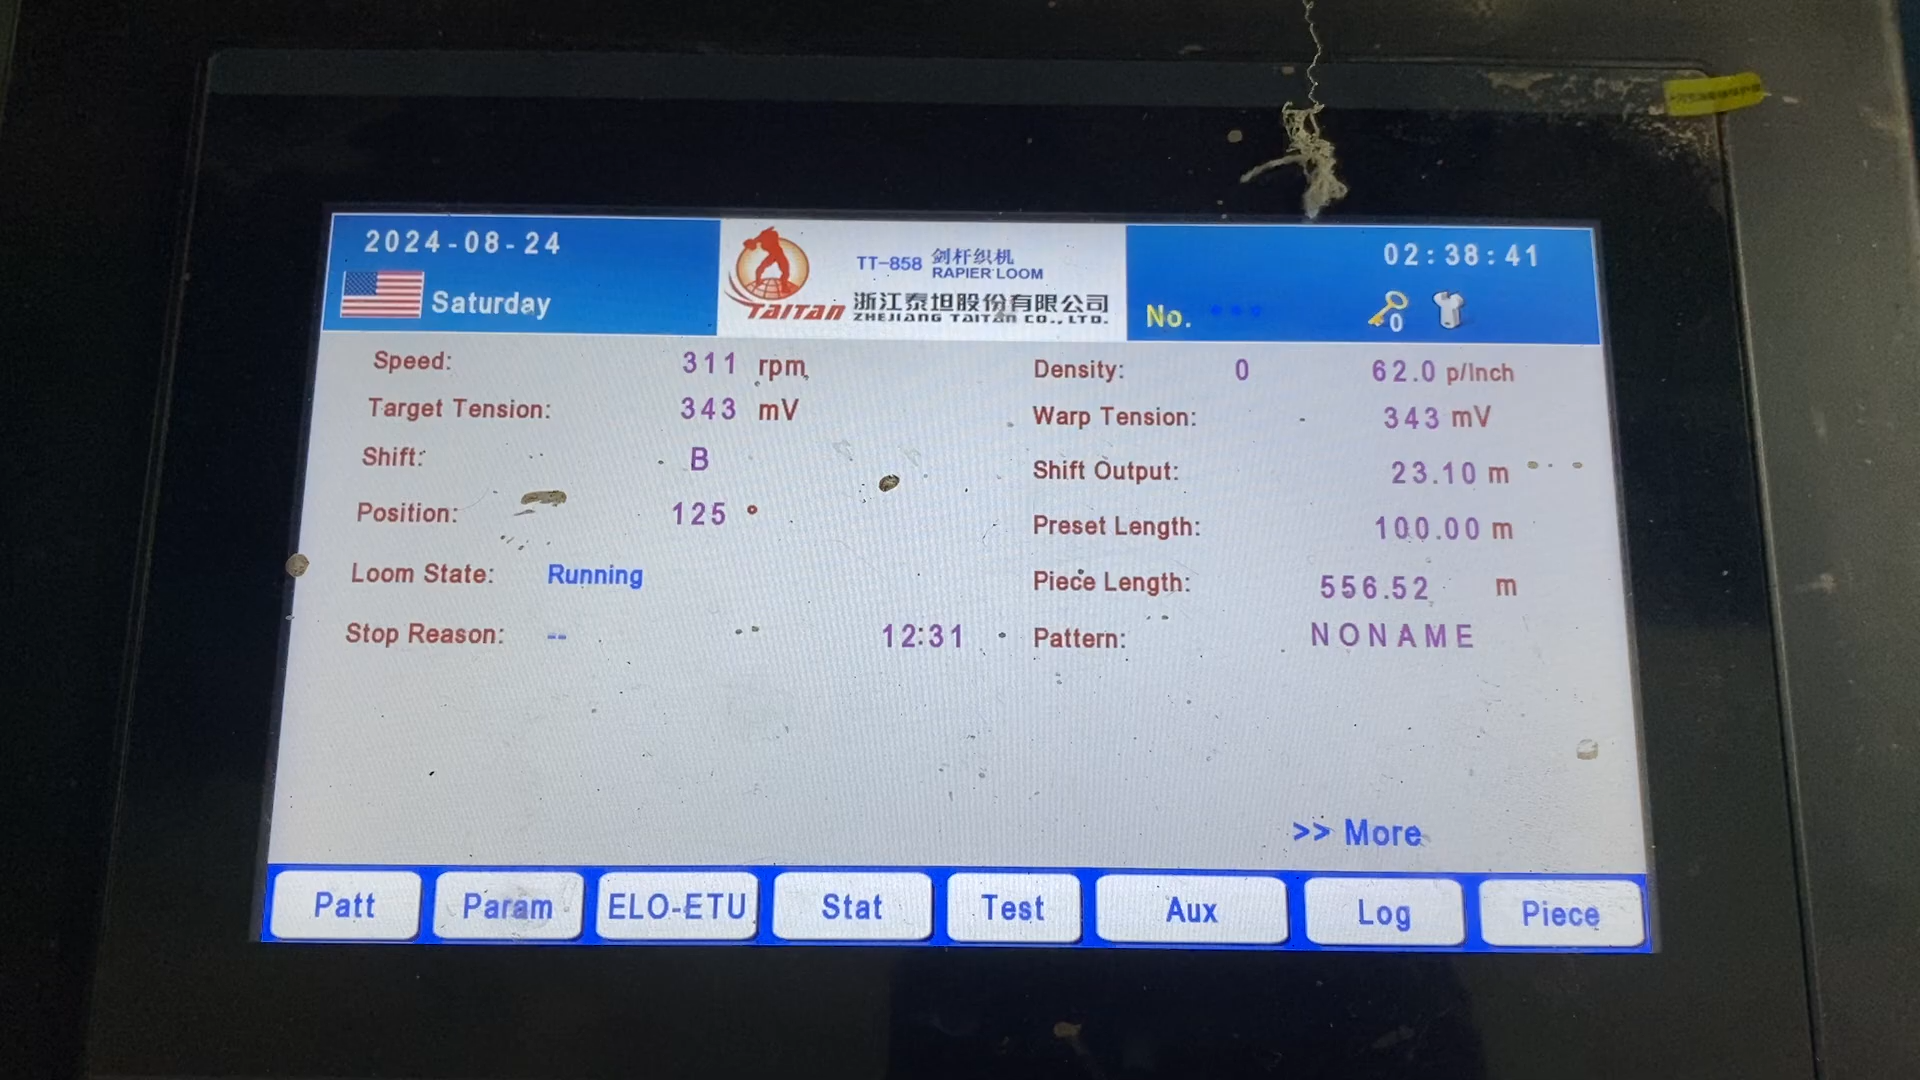 2024-08-24
Saturday
TAITAN
TT-858 剑杆织机
RAPIER LOOM
浙江泰坦股份有限公司
ZHEJIANG TAITAN CO.,LTD.
02:38:41
No. ***
0
Speed: 311 rpm
Density: 0 62.0 p/Inch
Target Tension: 343 mV
Warp Tension: 343 mV
Shift: B
Shift Output: 23.10 m
Position: 125 °
Preset Length: 100.00 m
Loom State: Running
Piece Length: 556.52 m
Stop Reason: -- 12:31
Pattern: NONAME
>> More
Patt Param ELO-ETU Stat Test Aux Log Piece